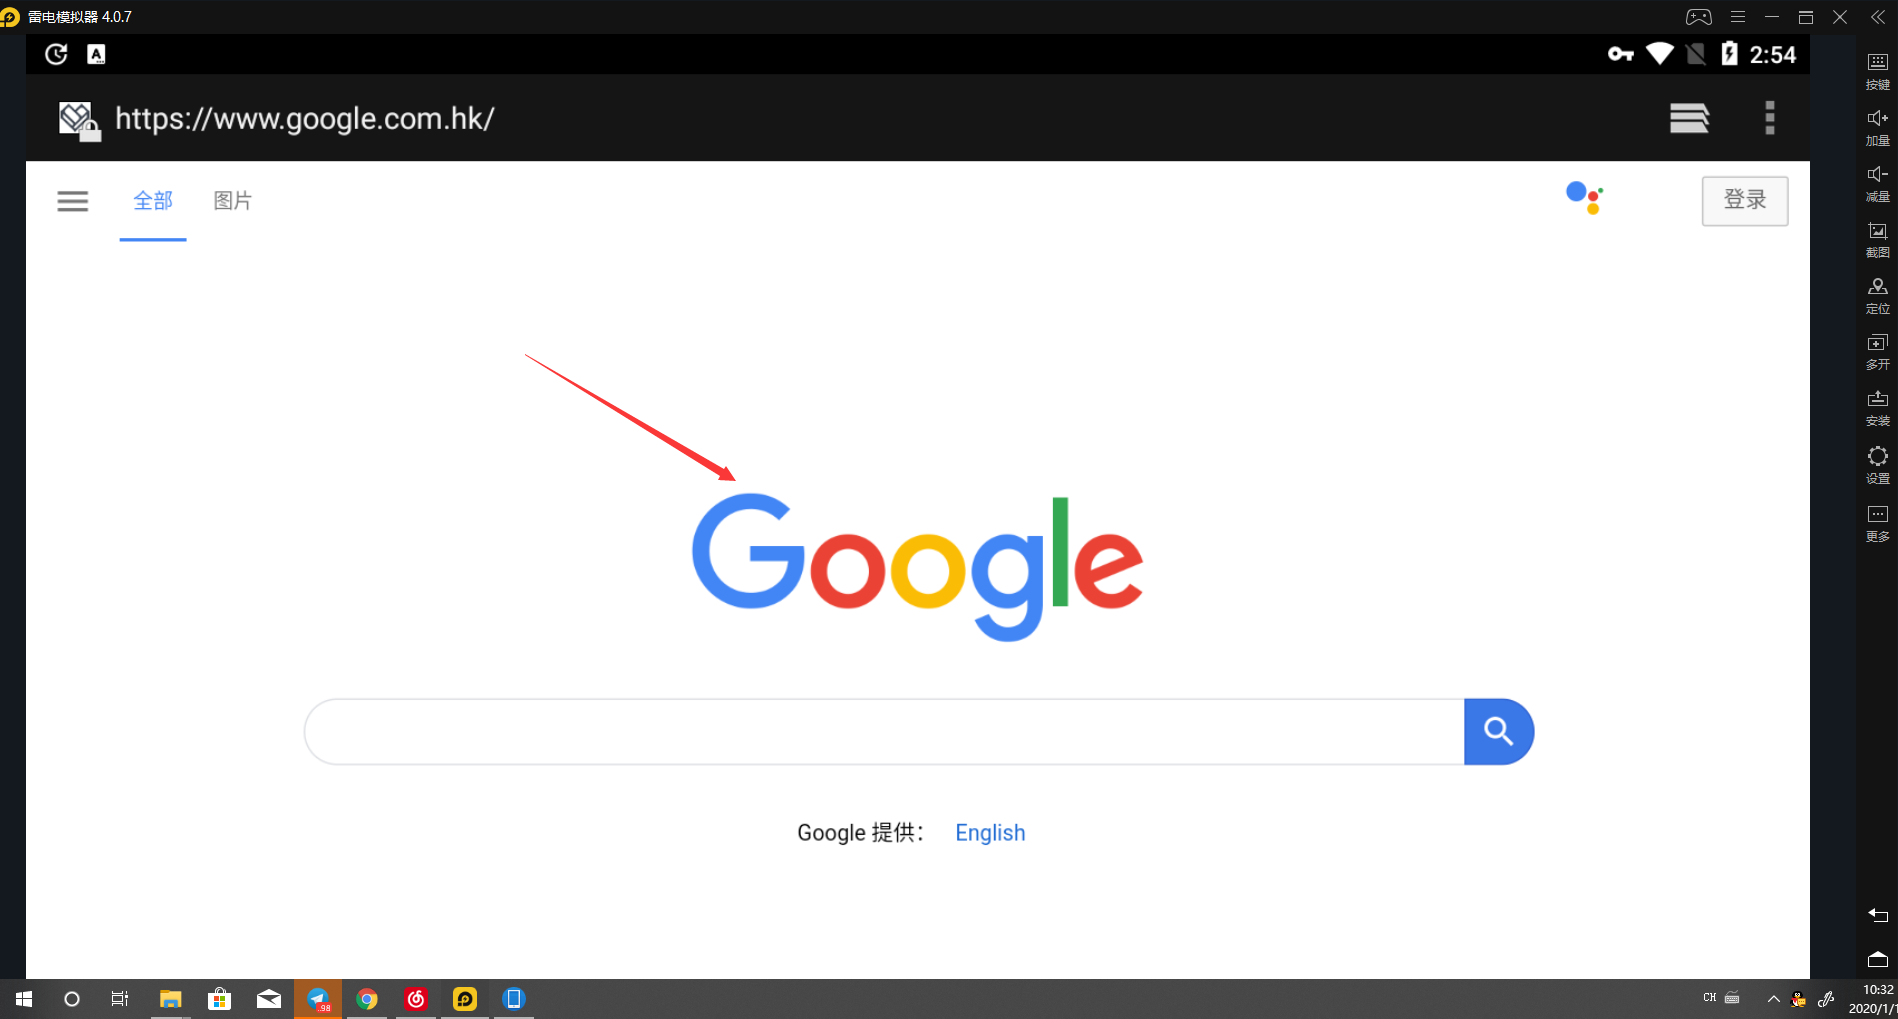 雷电模拟器 4.0.7
2:54
https://www.google.com.hk/
全部 图片 登录
Google
Google 提供： English
按键
加量
减量
截图
定位
多开
安装
设置
更多
98
CH
10:32
2020/1/1